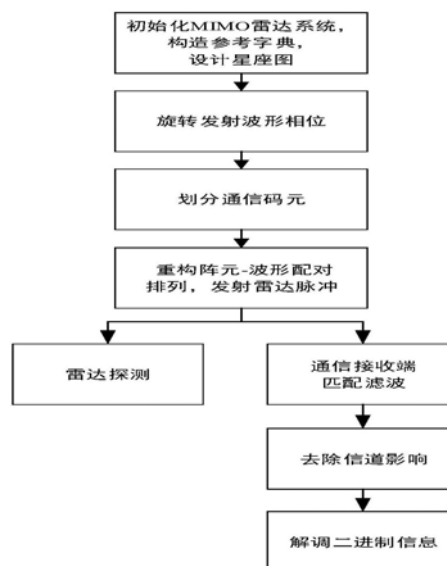 初始化MIMO雷达系统，
构造参考字典，
设计星座图
旋转发射波形相位
划分通信码元
重构阵元-波形配对
排列，发射雷达脉冲
雷达探测
通信接收端
匹配滤波
去除信道影响
解调二进制信息